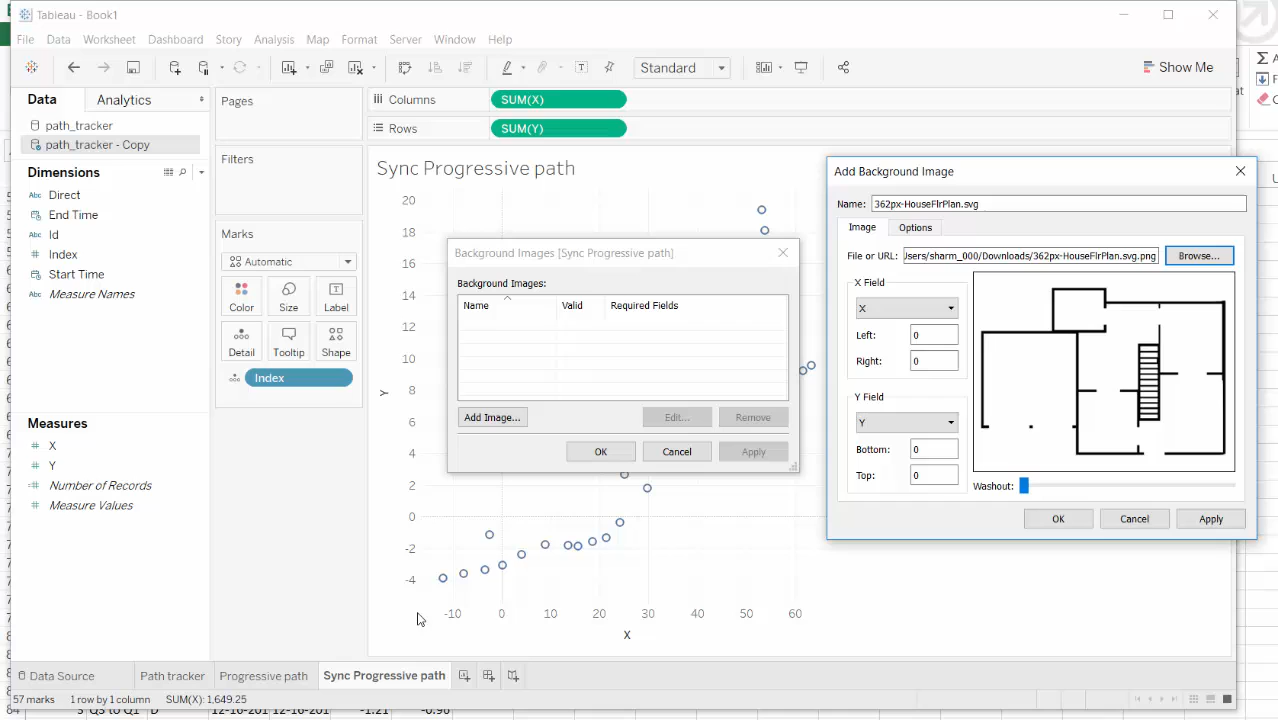 Tableau - Book1
File Data Worksheet Dashboard Story Analysis Map Format Server Window Help
Standard
Show Me
Data Analytics
path_tracker
path_tracker - Copy
Dimensions
Abc Direct
End Time
Abc Id
# Index
Start Time
Abc Measure Names
Measures
# X
# Y
=# Number of Records
# Measure Values
Pages
Filters
Marks
Automatic
Color Size Label
Detail Tooltip Shape
Index
Columns SUM(X)
Rows SUM(Y)
Sync Progressive path
20
18
16
14
12
10
8
6
4
2
0
-2
-4
Y
-10 0 10 20 30 40 50 60
X
Background Images [Sync Progressive path]
Background Images:
Name Valid Required Fields
Add Image... Edit... Remove
OK Cancel Apply
Add Background Image
Name: 362px-HouseFlrPlan.svg
Image Options
File or URL: Jsers/sharm_000/Downloads/362px-HouseFlrPlan.svg.png Browse...
X Field
X
Left: 0
Right: 0
Y Field
Y
Bottom: 0
Top: 0
Washout:
OK Cancel Apply
Data Source Path tracker Progressive path Sync Progressive path
57 marks 1 row by 1 column SUM(X): 1,649.25